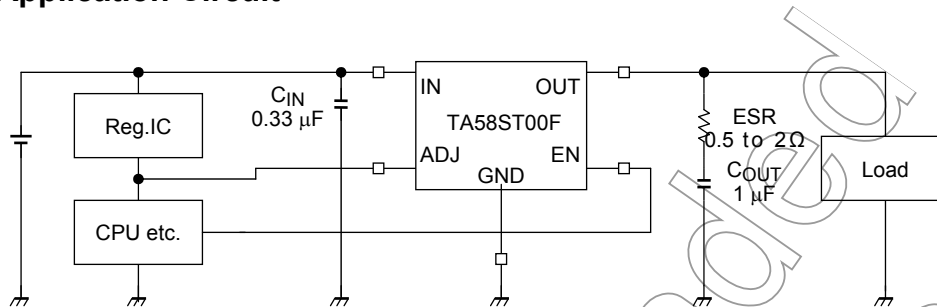 Application Circuit
Reg.IC
CPU etc.
CIN
0.33 μF
IN
OUT
TA58ST00F
ADJ
EN
GND
ESR
0.5 to 2Ω
COUT
1 μF
Load